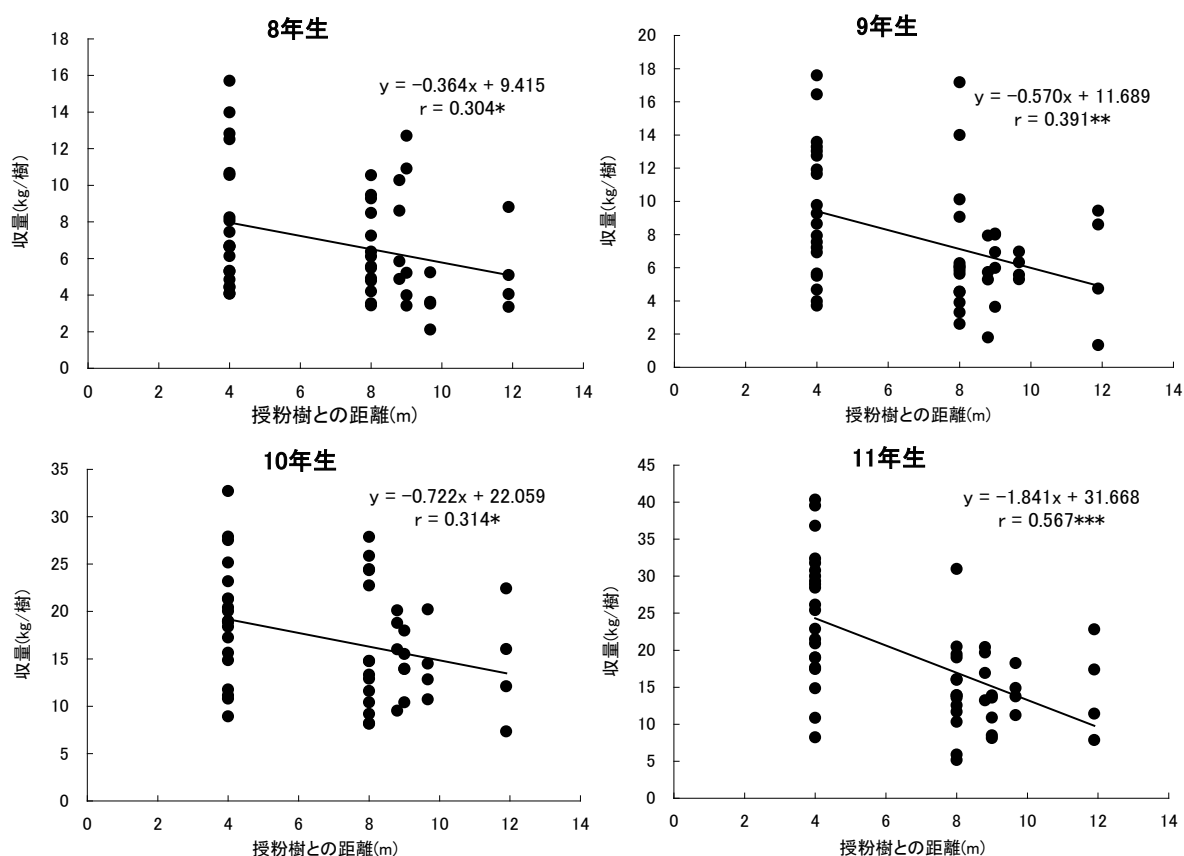 8年生
18
16
14
12
10
8
6
4
2
0
収量(kg/樹)
y = −0.364x + 9.415
r = 0.304*
0 2 4 6 8 10 12 14
授粉樹との距離(m)
9年生
20
18
16
14
12
10
8
6
4
2
0
収量(kg/樹)
y = −0.570x + 11.689
r = 0.391**
0 2 4 6 8 10 12 14
授粉樹との距離(m)
10年生
35
30
25
20
15
10
5
0
収量(kg/樹)
y = −0.722x + 22.059
r = 0.314*
0 2 4 6 8 10 12 14
授粉樹との距離(m)
11年生
45
40
35
30
25
20
15
10
5
0
収量(kg/樹)
y = −1.841x + 31.668
r = 0.567***
0 2 4 6 8 10 12 14
授粉樹との距離(m)